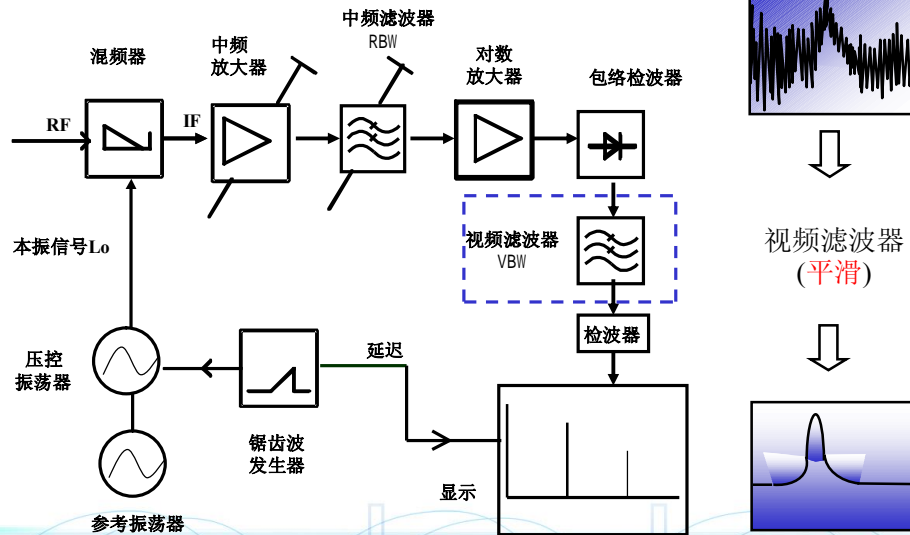 中频滤波器
RBW
混频器
中频
放大器
对数
放大器
包络检波器
RF
IF
本振信号Lo
视频滤波器
VBW
视频滤波器
(平滑)
检波器
延迟
压控
振荡器
锯齿波
发生器
显示
参考振荡器